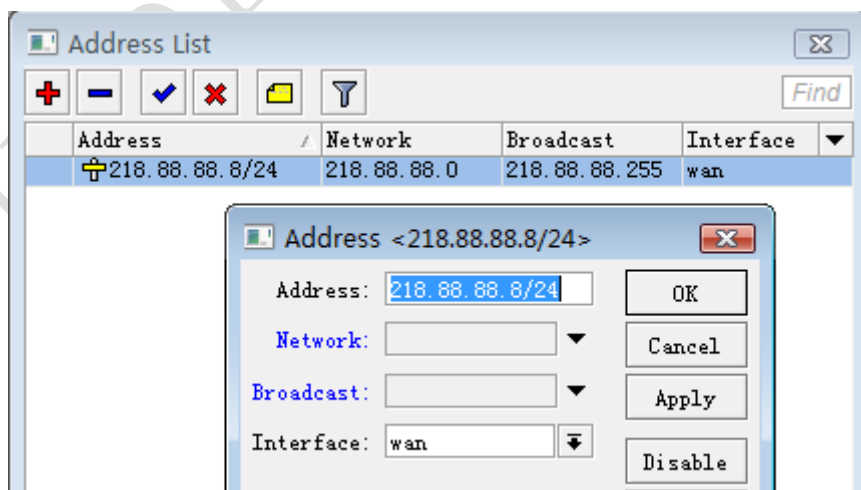 Address List
Find
Address Network Broadcast Interface
218.88.88.8/24 218.88.88.0 218.88.88.255 wan
Address <218.88.88.8/24>
Address: 218.88.88.8/24 OK
Network: Cancel
Broadcast: Apply
Interface: wan
Disable